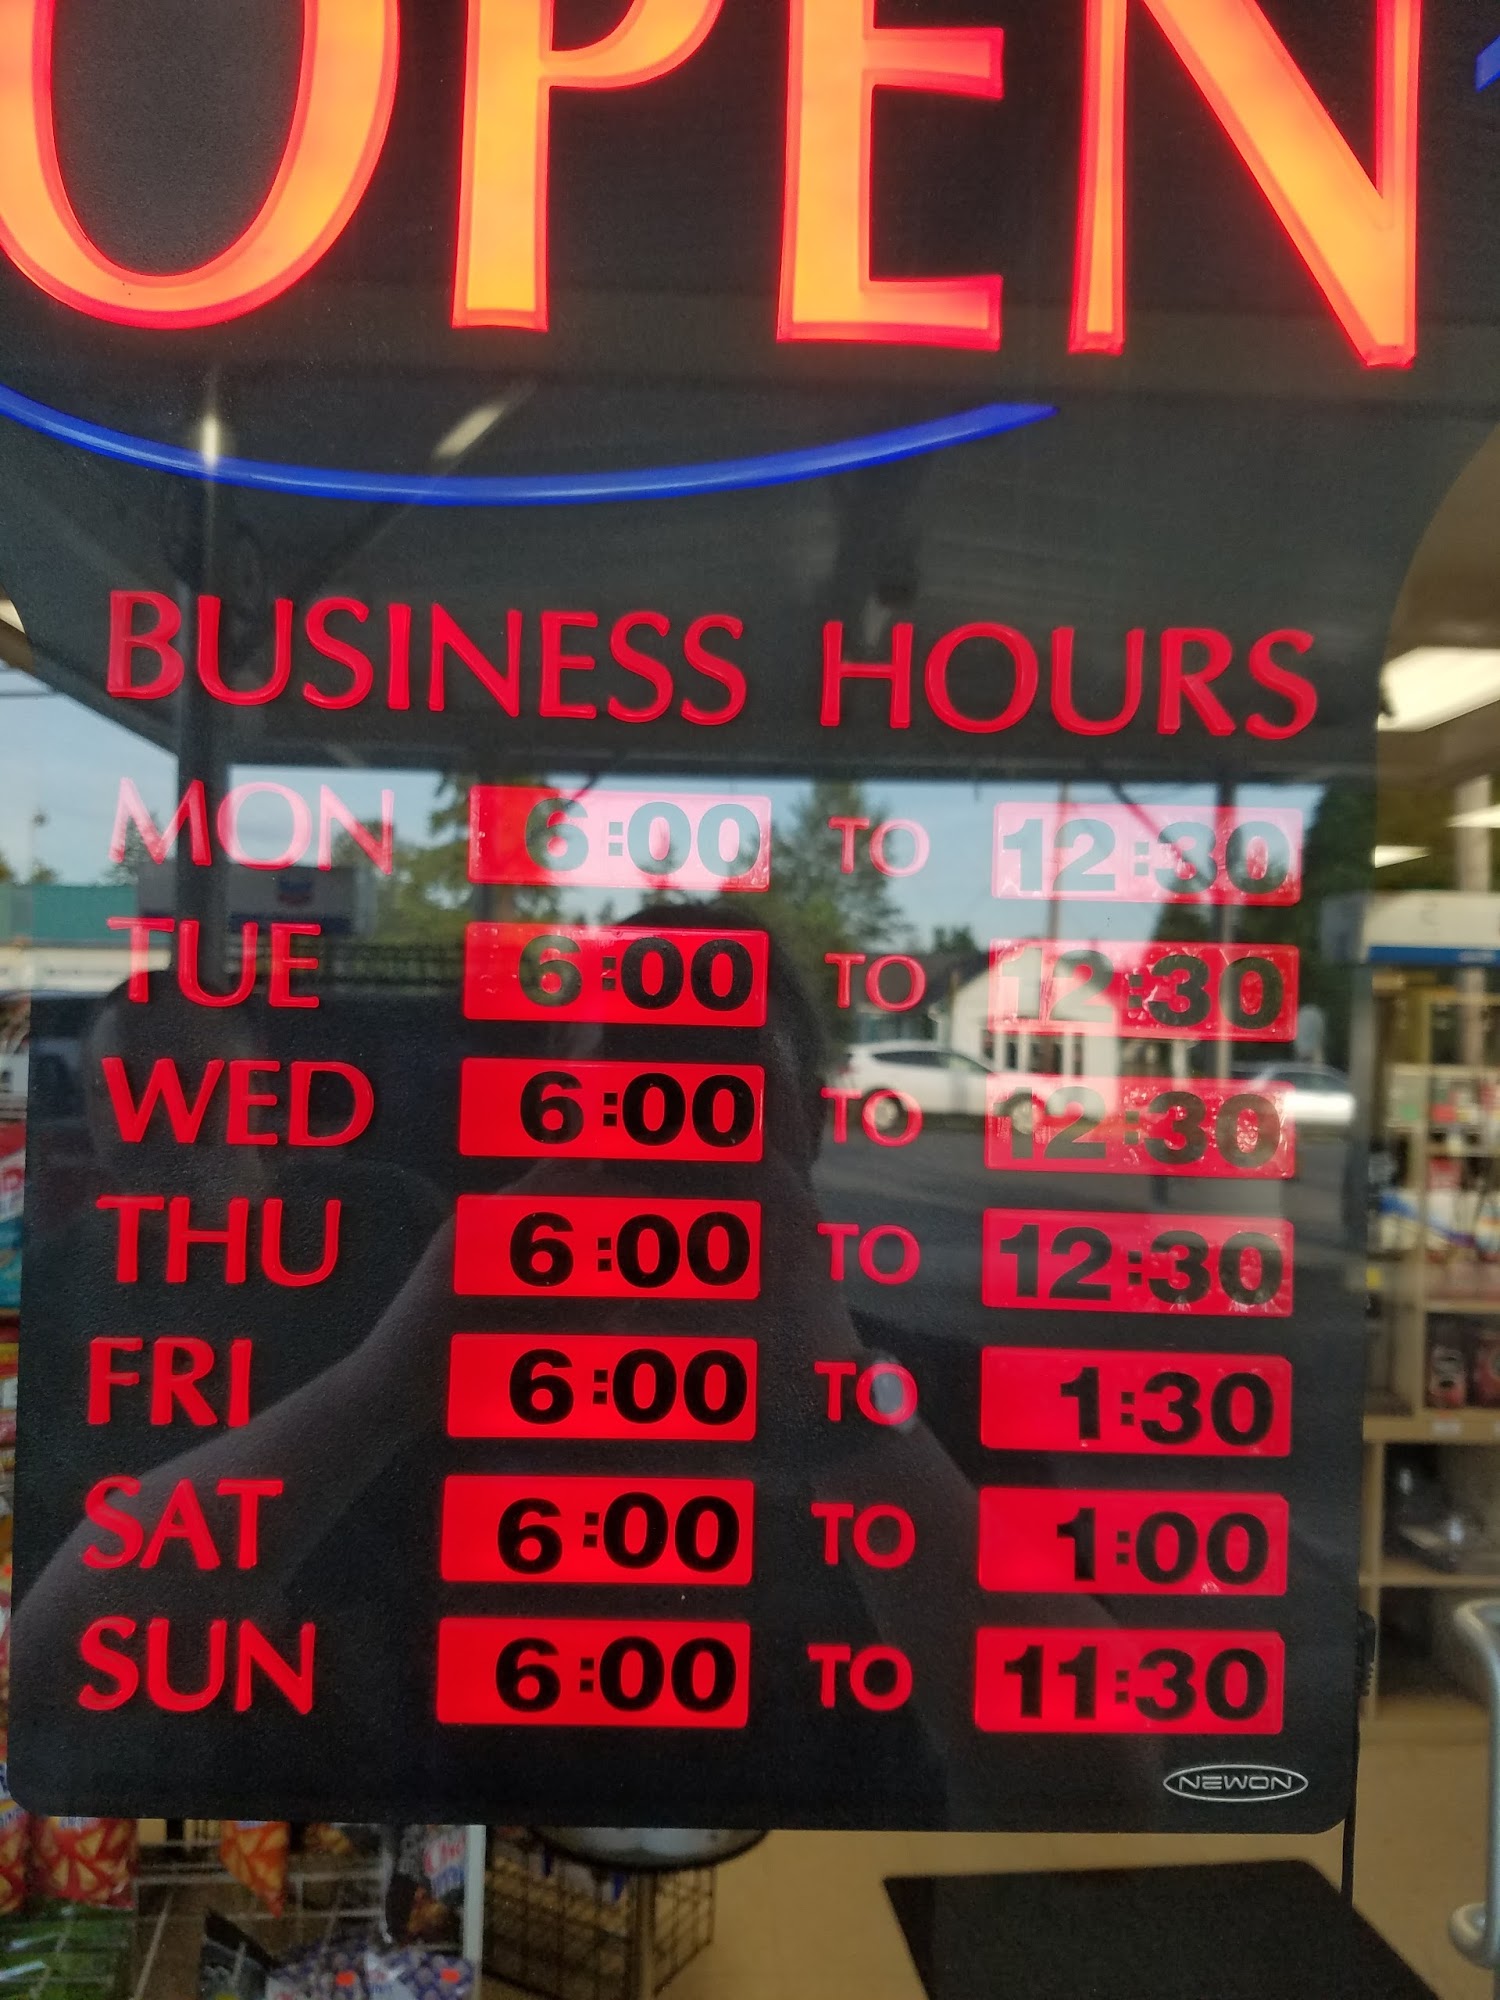 OPEN
BUSINESS HOURS
MON 6:00 TO 12:30
TUE 6:00 TO 12:30
WED 6:00 TO 12:30
THU 6:00 TO 12:30
FRI 6:00 TO 1:30
SAT 6:00 TO 1:00
SUN 6:00 TO 11:30
NEWON